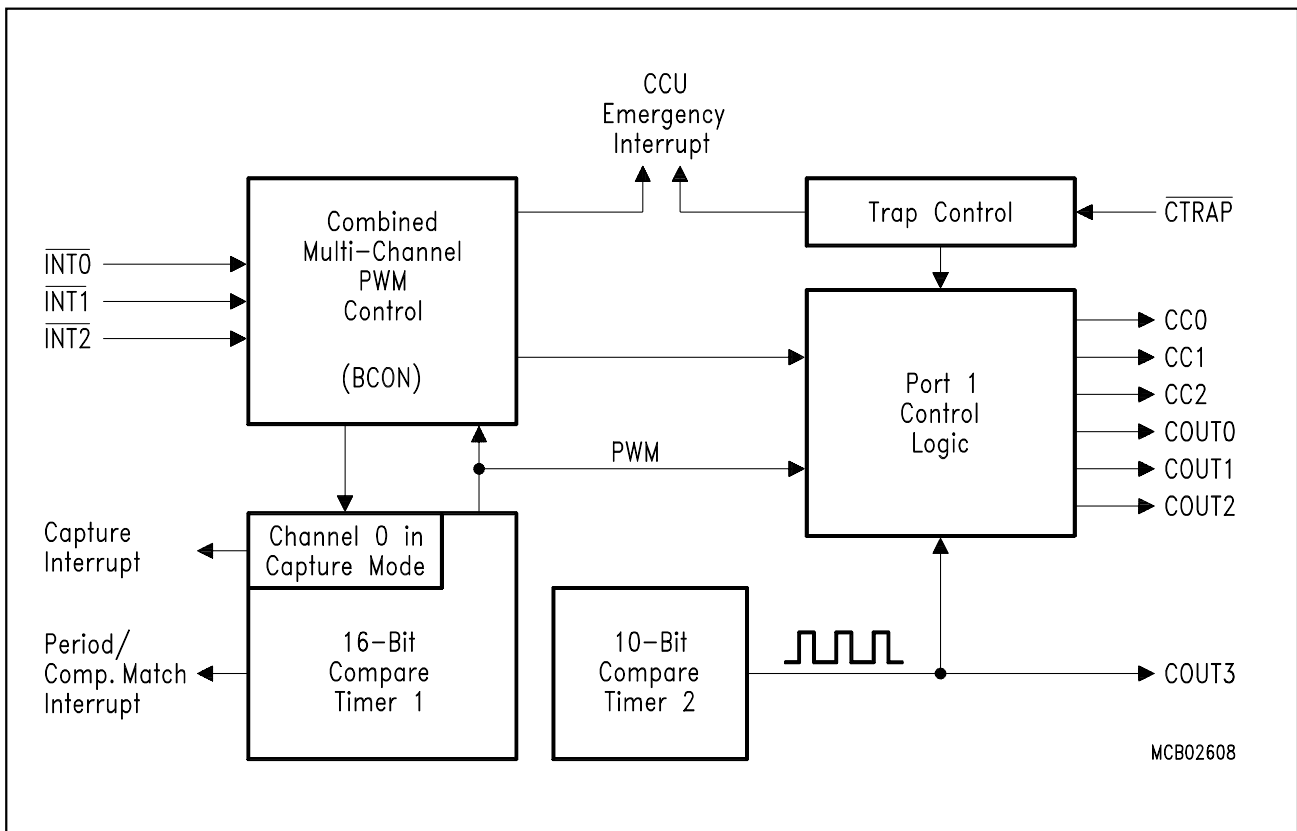 CCU
Emergency
Interrupt
Combined
Multi-Channel
PWM
Control
(BCON)
Trap Control
CTRAP
INT0
INT1
INT2
Port 1
Control
Logic
CC0
CC1
CC2
COUT0
COUT1
COUT2
PWM
Capture
Interrupt
Channel 0 in
Capture Mode
Period/
Comp. Match
Interrupt
16-Bit
Compare
Timer 1
10-Bit
Compare
Timer 2
COUT3
MCB02608